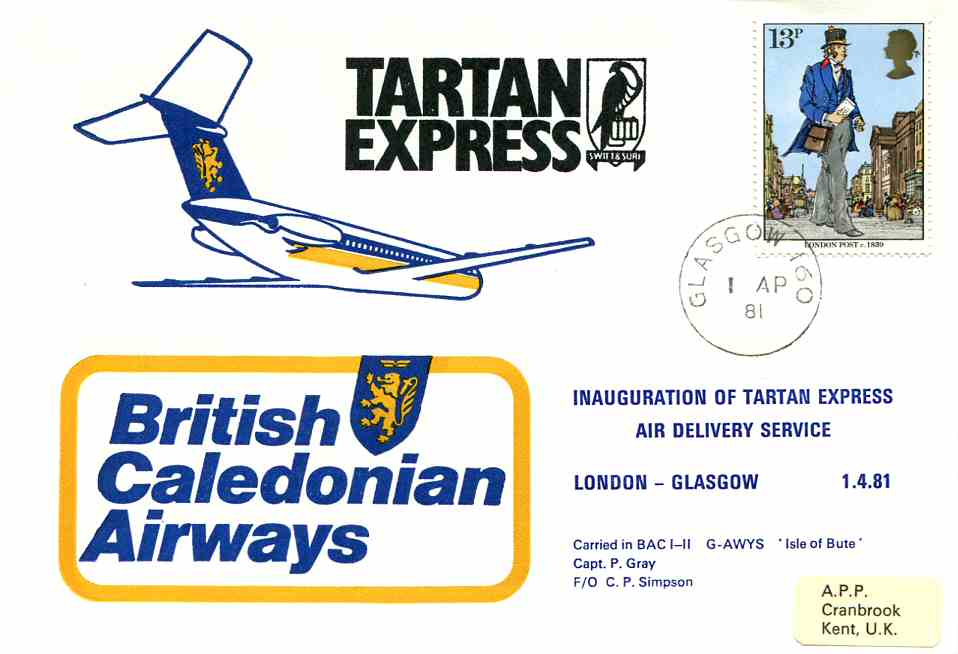 TARTAN
EXPRESS
SWIFT & SURE
13P
LONDON POST c. 1839
GLASGOW 160
1 AP
81
British
Caledonian
Airways
INAUGURATION OF TARTAN EXPRESS
AIR DELIVERY SERVICE
LONDON – GLASGOW 1.4.81
Carried in BAC I–II G-AWYS 'Isle of Bute'
Capt. P. Gray
F/O C. P. Simpson
A.P.P.
Cranbrook
Kent, U.K.